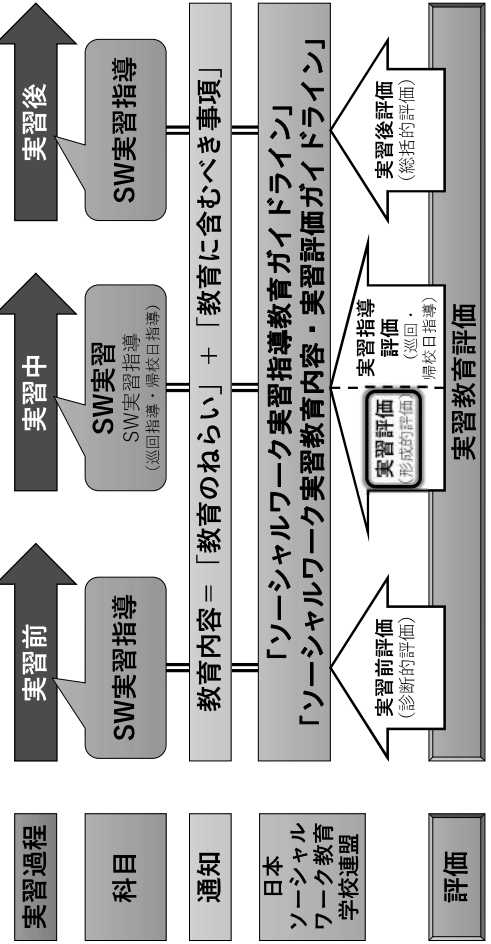 実習過程
実習前
実習中
実習後
科目
SW実習指導
SW実習
SW実習指導
（巡回指導・帰校日指導）
SW実習指導
通知
教育内容＝「教育のねらい」＋「教育に含むべき事項」
日本
ソーシャル
ワーク教育
学校連盟
「ソーシャルワーク実習指導教育ガイドライン」
「ソーシャルワーク実習教育内容・実習評価ガイドライン」
評価
実習前評価
（診断的評価）
実習評価
（形成的評価）
実習指導
評価
（巡回・
帰校日指導）
実習後評価
（総括的評価）
実習教育評価